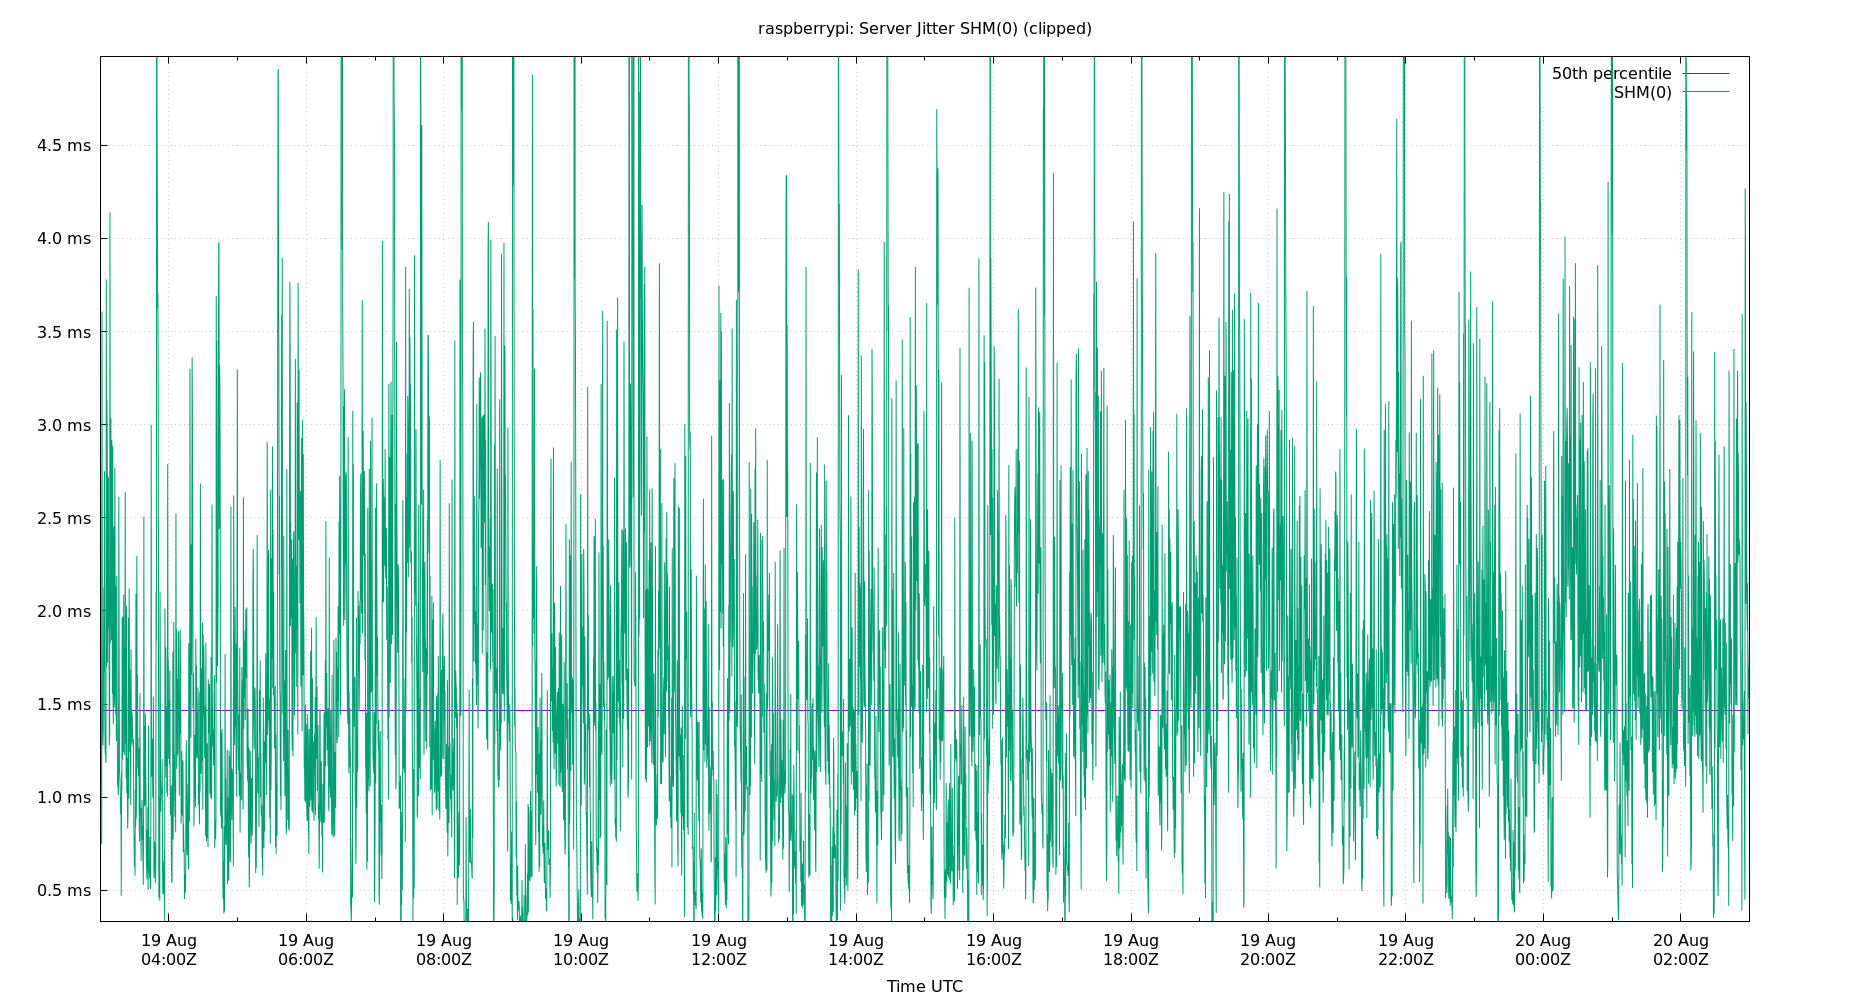 raspberrypi: Server Jitter SHM(0) (clipped)
50th percentile
SHM(0)
4.5 ms
4.0 ms
3.5 ms
3.0 ms
2.5 ms
2.0 ms
1.5 ms
1.0 ms
0.5 ms
19 Aug 19 Aug 19 Aug 19 Aug 19 Aug 19 Aug 19 Aug 19 Aug 19 Aug 19 Aug 20 Aug 20 Aug
04:00Z 06:00Z 08:00Z 10:00Z 12:00Z 14:00Z 16:00Z 18:00Z 20:00Z 22:00Z 00:00Z 02:00Z
Time UTC